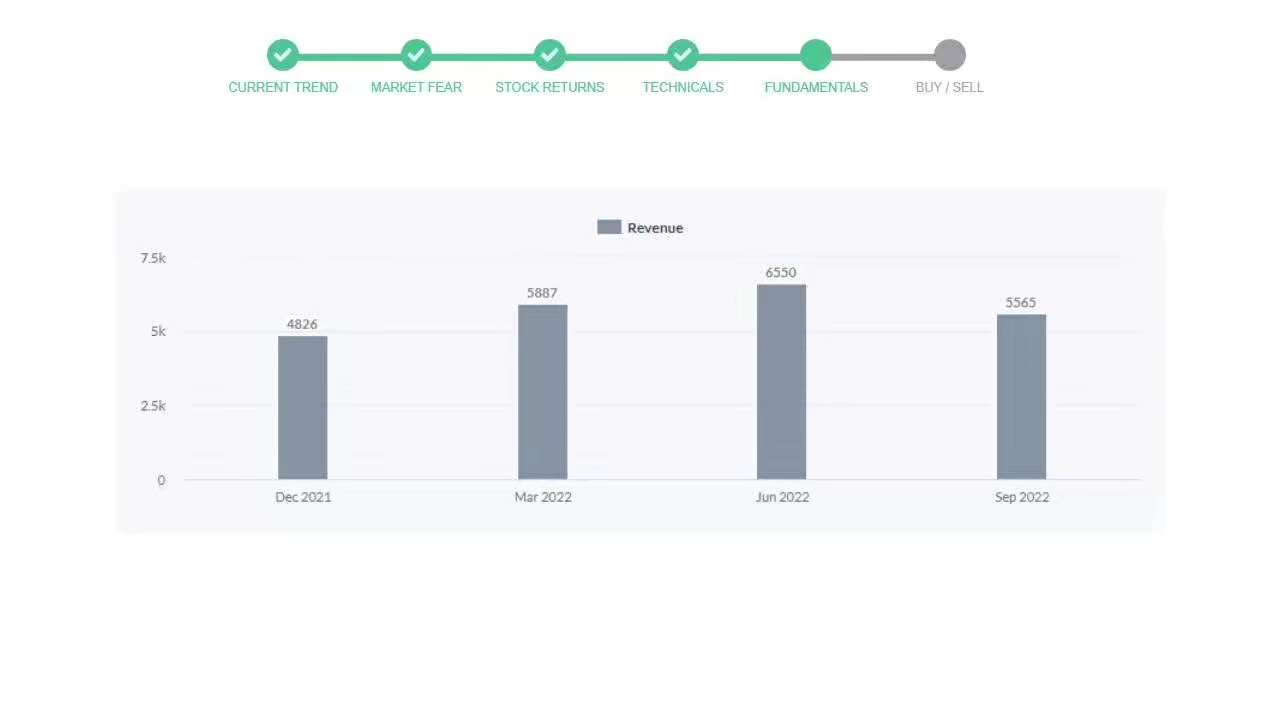 CURRENT TREND MARKET FEAR STOCK RETURNS TECHNICALS FUNDAMENTALS BUY / SELL
Revenue
7.5k
6550
5887
5565
4826
5k
2.5k
0
Dec 2021 Mar 2022 Jun 2022 Sep 2022